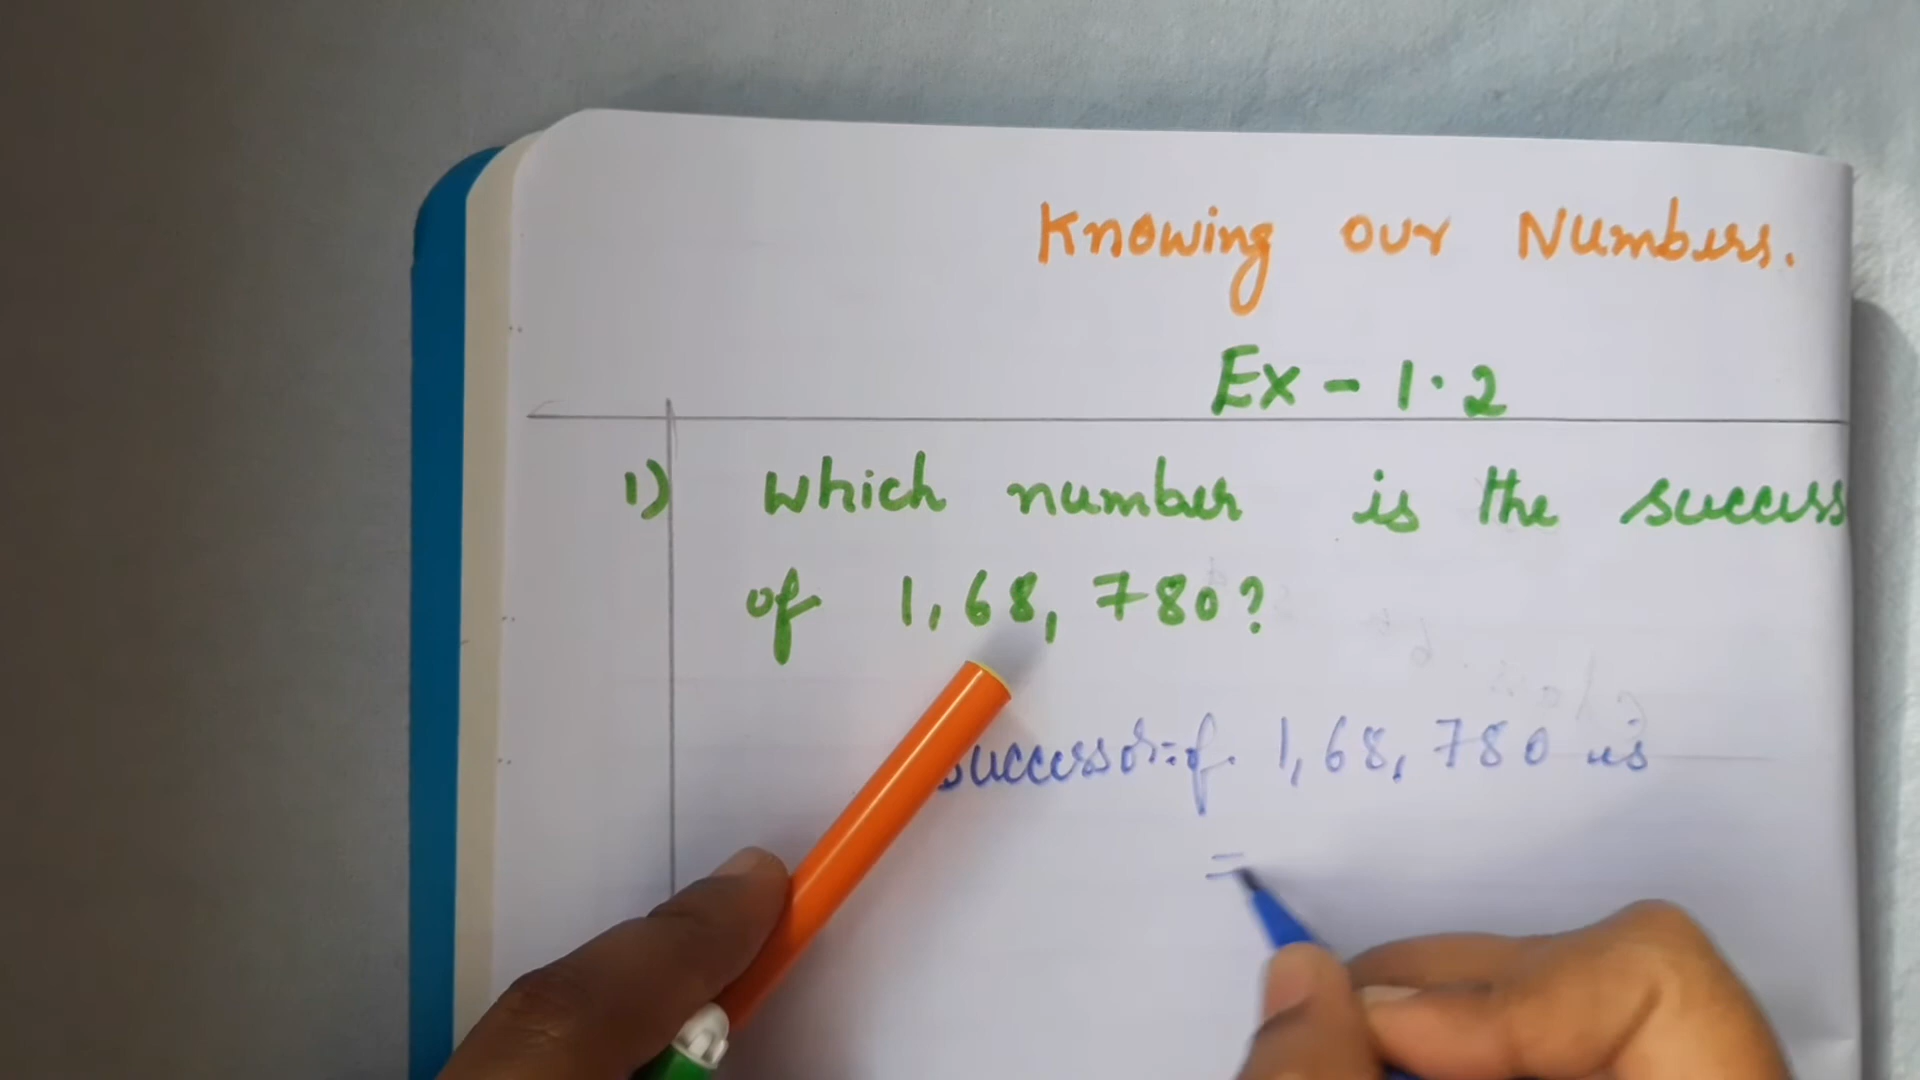 Knowing our Numbers.
Ex - 1.2
1) Which number is the success
of 1,68,780?
successor of 1,68,780 is
=